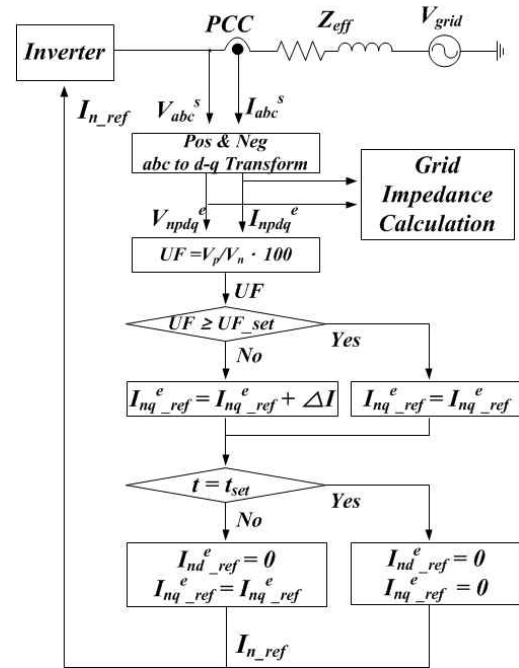 PCC
Z_eff
V_grid
Inverter
I_n_ref
V_abc^s
I_abc^s
Pos & Neg
abc to d-q Transform
Grid
Impedance
Calculation
V_npdq^e
I_npdq^e
UF =V_p/V_n · 100
UF
UF ≥ UF_set
Yes
No
I_nq^e_ref = I_nq^e_ref + △I
I_nq^e_ref = I_nq^e_ref
t = t_set
Yes
No
I_nd^e_ref = 0
I_nq^e_ref = I_nq^e_ref
I_nd^e_ref = 0
I_nq^e_ref = 0
I_n_ref